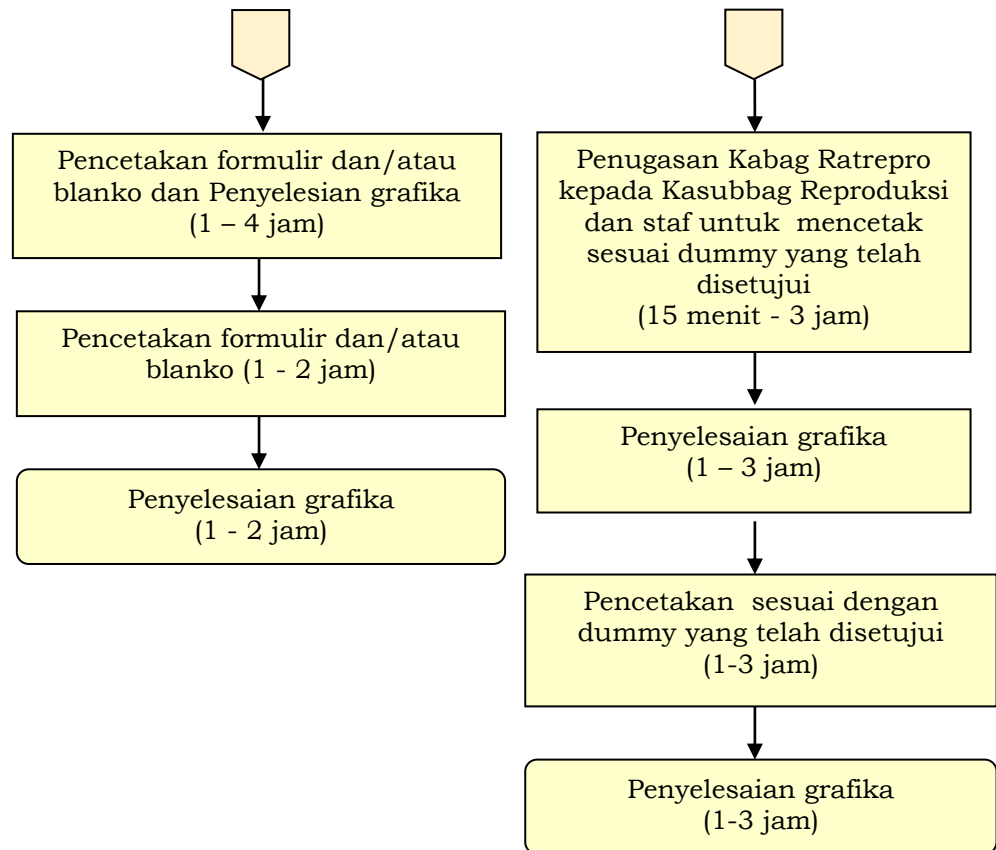 Pencetakan formulir dan/atau
blanko dan Penyelesian grafika
(1 – 4 jam)
Pencetakan formulir dan/atau
blanko (1 - 2 jam)
Penyelesaian grafika
(1 - 2 jam)
Penugasan Kabag Ratrepro
kepada Kasubbag Reproduksi
dan staf untuk  mencetak
sesuai dummy yang telah
disetujui
(15 menit - 3 jam)
Penyelesaian grafika
(1 – 3 jam)
Pencetakan  sesuai dengan
dummy yang telah disetujui
(1-3 jam)
Penyelesaian grafika
(1-3 jam)